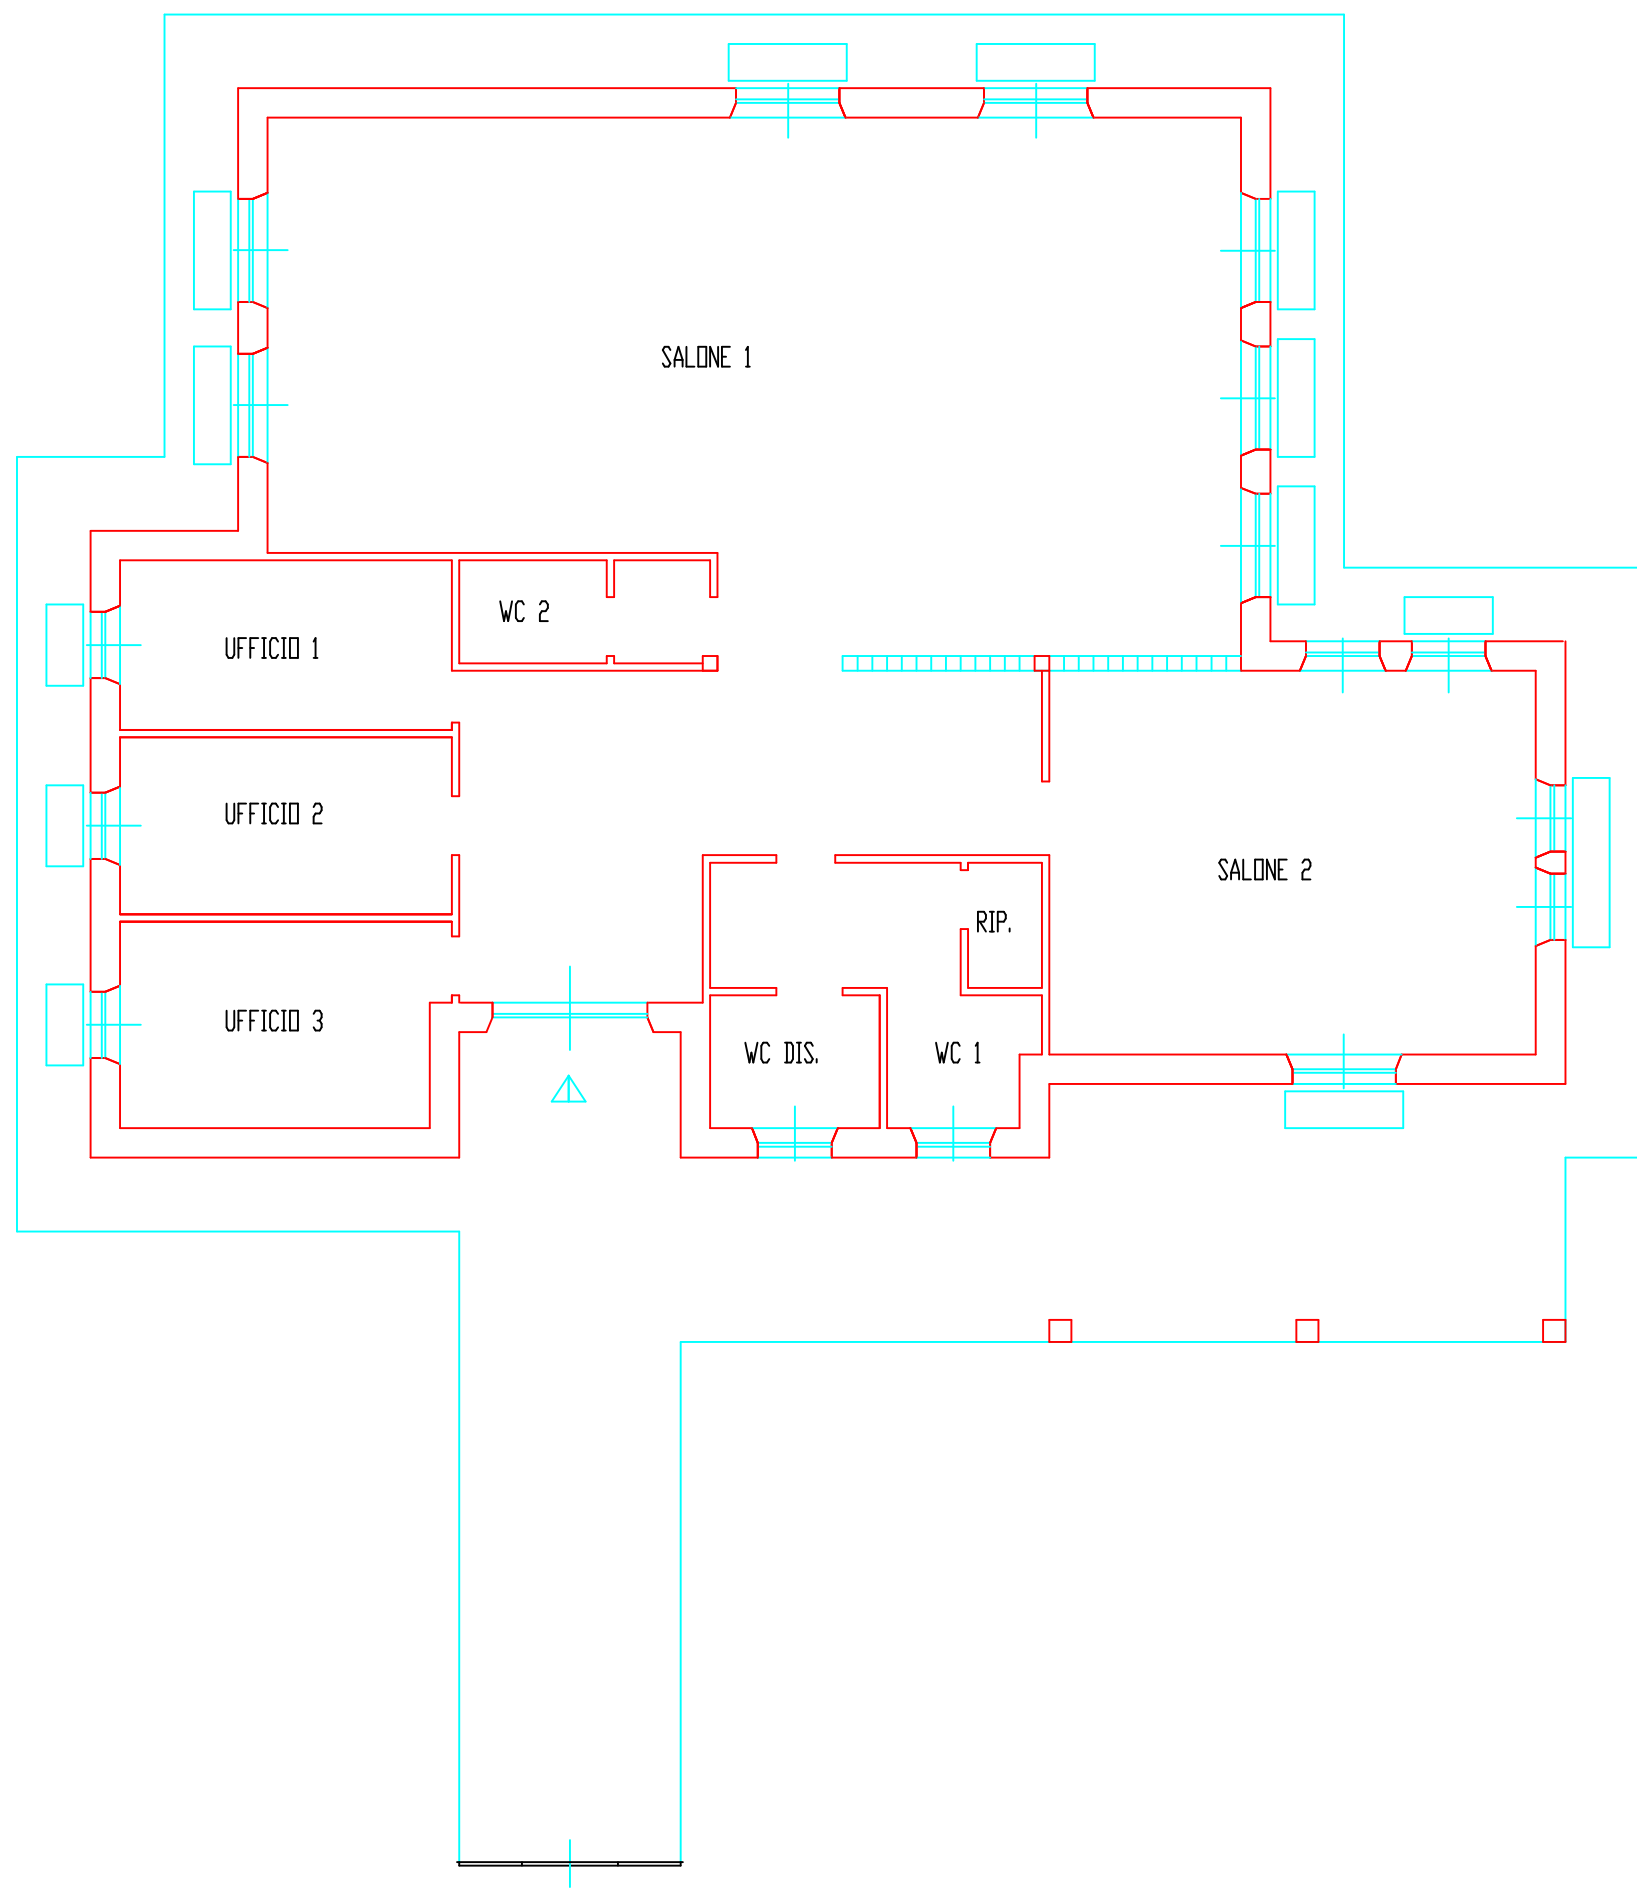 SALONE 1
WC 2
UFFICIO 1
UFFICIO 2
SALONE 2
RIP.
UFFICIO 3
WC DIS.
WC 1